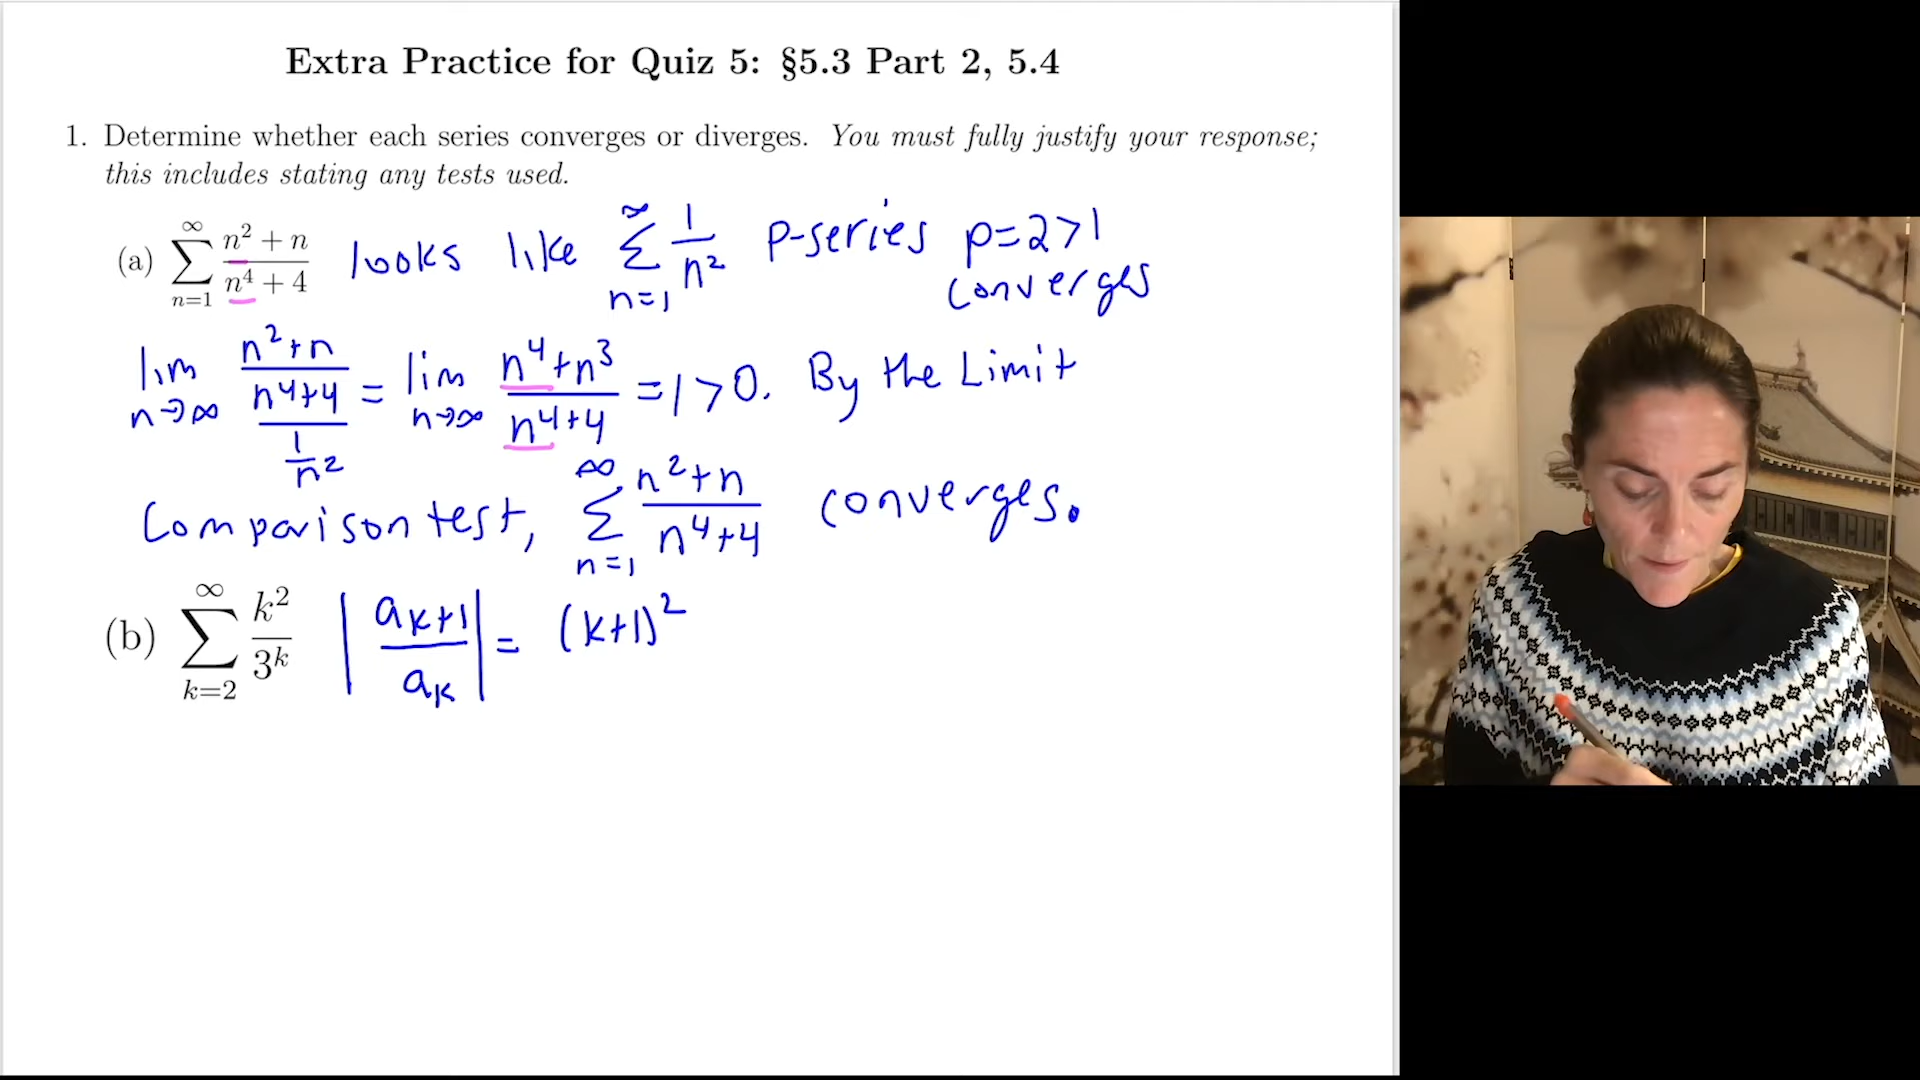 Extra Practice for Quiz 5: §5.3 Part 2, 5.4
1. Determine whether each series converges or diverges. You must fully justify your response;
this includes stating any tests used.
(a) ∑_{n=1}^{∞} (n² + n)/(n⁴ + 4) looks like ∑_{n=1}^{∞} 1/n² p-series p=2>1
converges
lim_{n→∞} ((n²+n)/(n⁴+4))/(1/n²) = lim_{n→∞} (n⁴+n³)/(n⁴+4) = 1 > 0. By the Limit
Comparison test, ∑_{n=1}^{∞} (n²+n)/(n⁴+4) converges.
(b) ∑_{k=2}^{∞} k²/3ᵏ |a_{k+1}/a_k| = (k+1)²